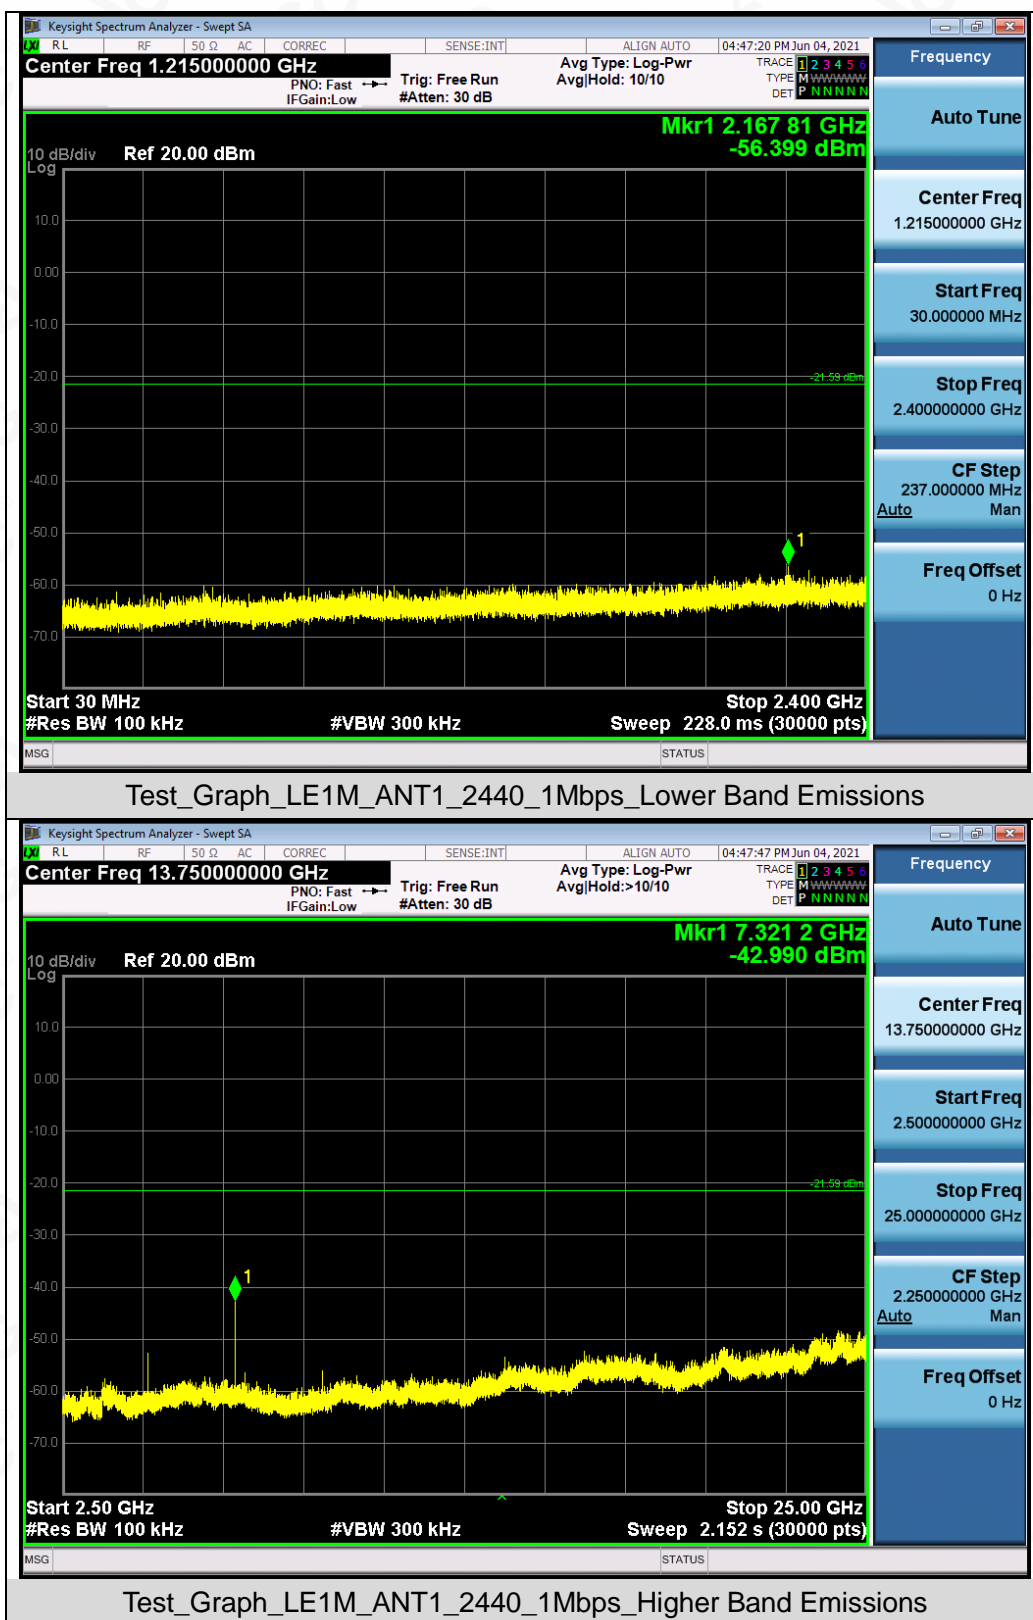 Keysight Spectrum Analyzer - Swept SA
LXI RL RF 50 Ω AC CORREC SENSE:INT ALIGN AUTO 04:47:20 PM Jun 04, 2021
Center Freq 1.215000000 GHz
PNO: Fast
IFGain:Low
Trig: Free Run
#Atten: 30 dB
Avg Type: Log-Pwr
Avg|Hold: 10/10
TRACE 1 2 3 4 5 6
TYPE M WWWWW
DET P N N N N N
Mkr1 2.167 81 GHz
-56.399 dBm
10 dB/div Ref 20.00 dBm
Log
10.0
0.00
-10.0
-20.0
-21.59 dBm
-30.0
-40.0
-50.0
1
-60.0
-70.0
Start 30 MHz Stop 2.400 GHz
#Res BW 100 kHz #VBW 300 kHz Sweep 228.0 ms (30000 pts)
MSG STATUS
Frequency
Auto Tune
Center Freq
1.215000000 GHz
Start Freq
30.000000 MHz
Stop Freq
2.400000000 GHz
CF Step
237.000000 MHz
Auto Man
Freq Offset
0 Hz
Test_Graph_LE1M_ANT1_2440_1Mbps_Lower Band Emissions
Keysight Spectrum Analyzer - Swept SA
LXI RL RF 50 Ω AC CORREC SENSE:INT ALIGN AUTO 04:47:47 PM Jun 04, 2021
Center Freq 13.750000000 GHz
PNO: Fast
IFGain:Low
Trig: Free Run
#Atten: 30 dB
Avg Type: Log-Pwr
Avg|Hold:>10/10
TRACE 1 2 3 4 5 6
TYPE M WWWWW
DET P N N N N N
Mkr1 7.321 2 GHz
-42.990 dBm
10 dB/div Ref 20.00 dBm
Log
10.0
0.00
-10.0
-20.0
-21.59 dBm
-30.0
1
-40.0
-50.0
-60.0
-70.0
Start 2.50 GHz Stop 25.00 GHz
#Res BW 100 kHz #VBW 300 kHz Sweep 2.152 s (30000 pts)
MSG STATUS
Frequency
Auto Tune
Center Freq
13.750000000 GHz
Start Freq
2.500000000 GHz
Stop Freq
25.000000000 GHz
CF Step
2.250000000 GHz
Auto Man
Freq Offset
0 Hz
Test_Graph_LE1M_ANT1_2440_1Mbps_Higher Band Emissions